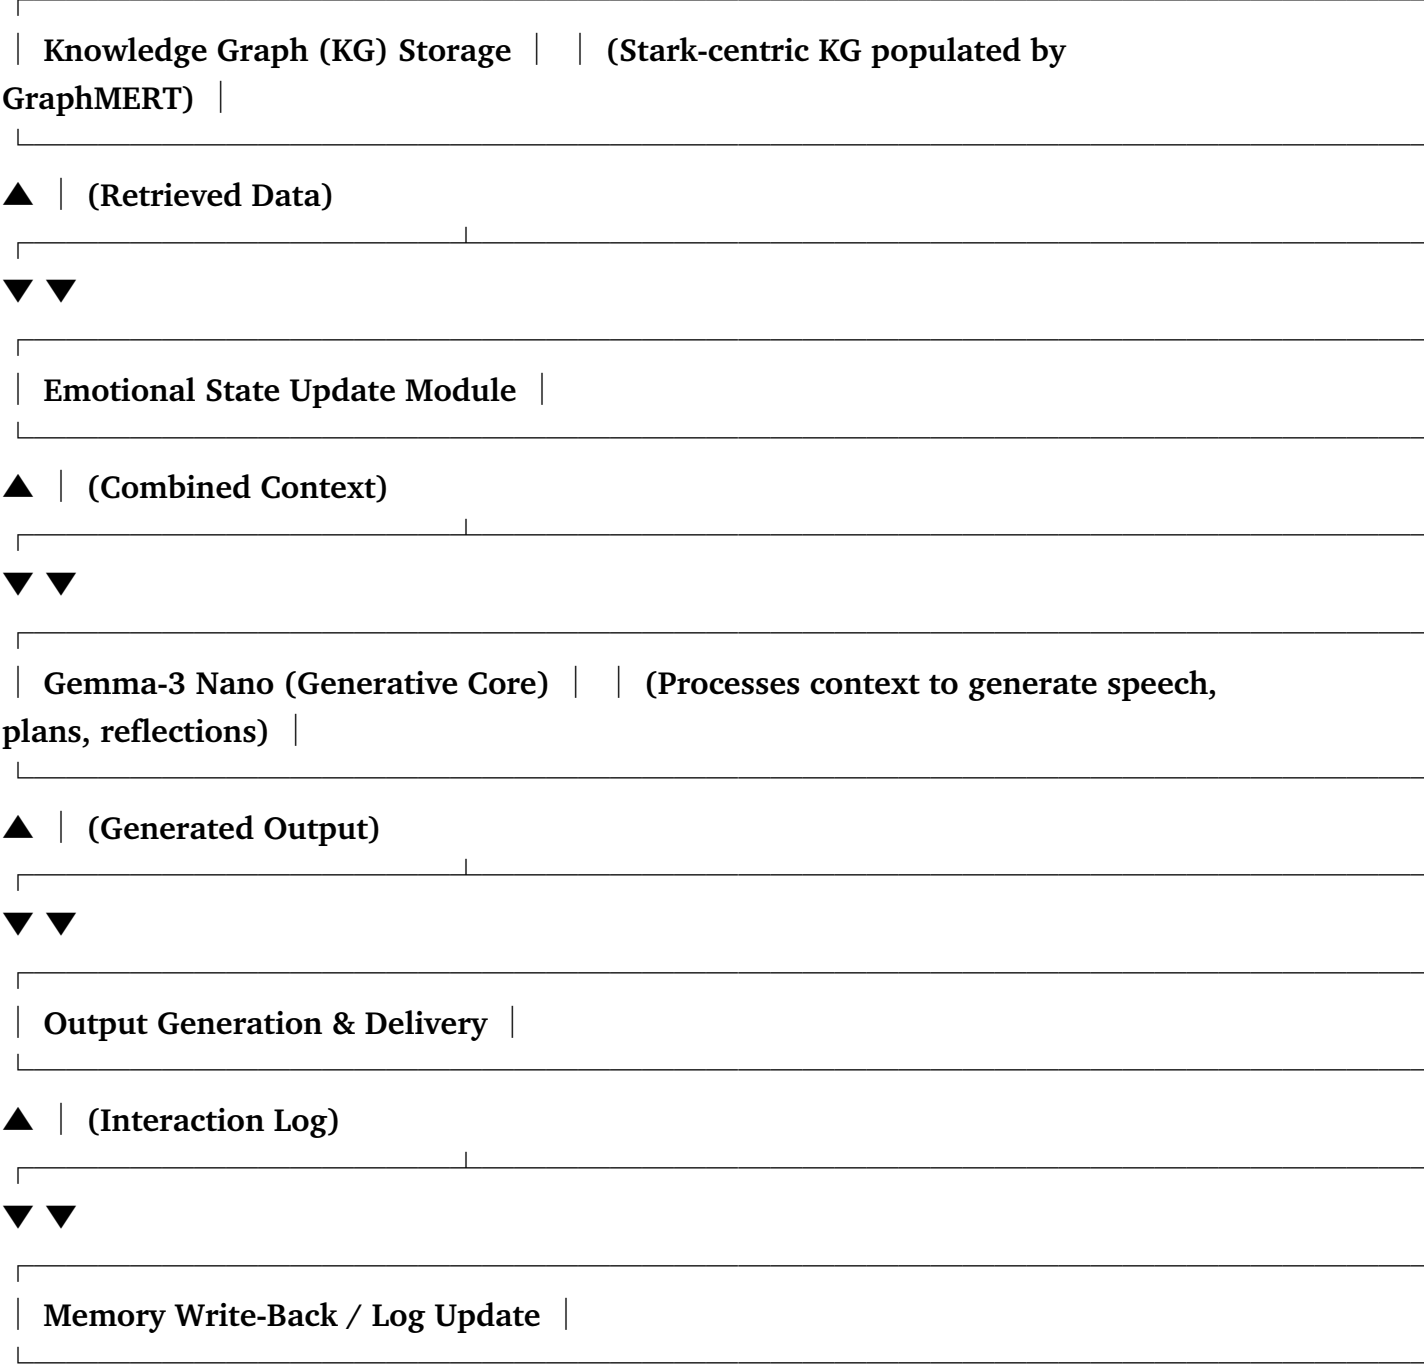 │ Knowledge Graph (KG) Storage │ │ (Stark-centric KG populated by
GraphMERT) │
▲ │ (Retrieved Data)
▼ ▼
│ Emotional State Update Module │
▲ │ (Combined Context)
▼ ▼
│ Gemma-3 Nano (Generative Core) │ │ (Processes context to generate speech,
plans, reflections) │
▲ │ (Generated Output)
▼ ▼
│ Output Generation & Delivery │
▲ │ (Interaction Log)
▼ ▼
│ Memory Write-Back / Log Update │